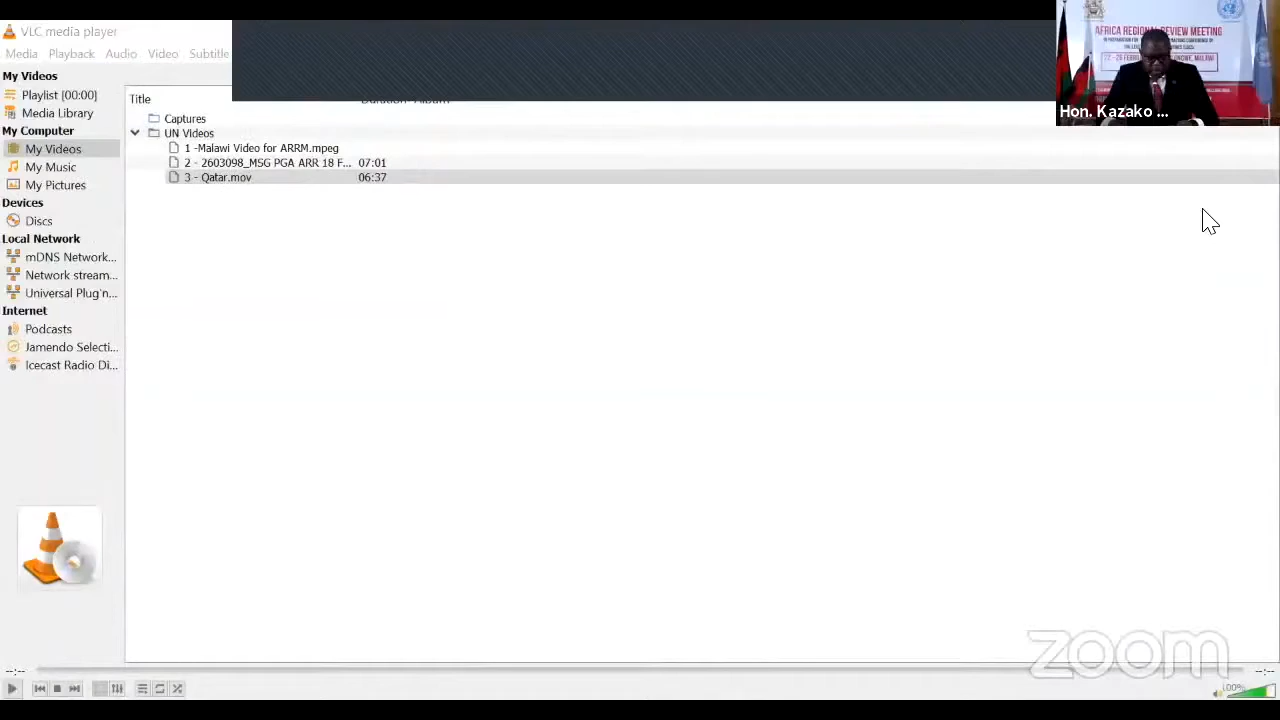 VLC media player
Media Playback Audio Video Subtitle
My Videos
Playlist [00:00]
Media Library
My Computer
My Videos
My Music
My Pictures
Devices
Discs
Local Network
mDNS Network...
Network stream...
Universal Plug'n...
Internet
Podcasts
Jamendo Selecti...
Icecast Radio Di...
Title Duration Album
Captures
UN Videos
1 -Malawi Video for ARRM.mpeg
2 - 2603098_MSG PGA ARR 18 F... 07:01
3 - Qatar.mov 06:37
AFRICA REGIONAL REVIEW MEETING
Hon. Kazako ...
zoom
--:-- --:--
100%